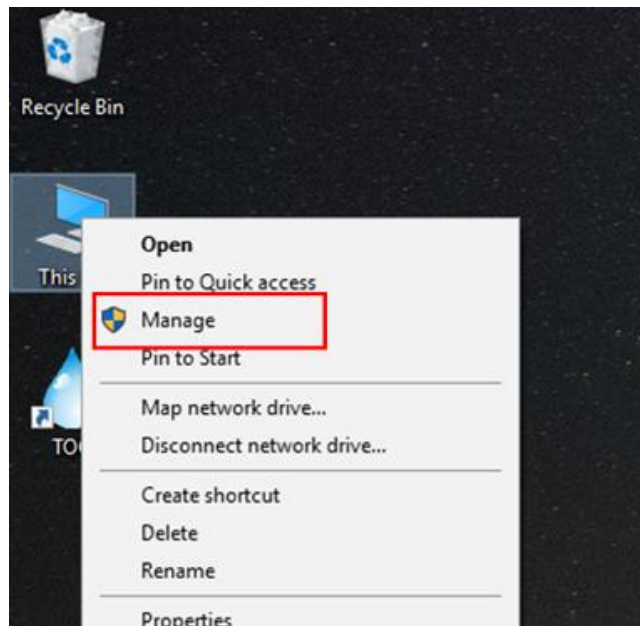 Recycle Bin
This
Open
Pin to Quick access
Manage
Pin to Start
Map network drive...
TO
Disconnect network drive...
Create shortcut
Delete
Rename
Properties